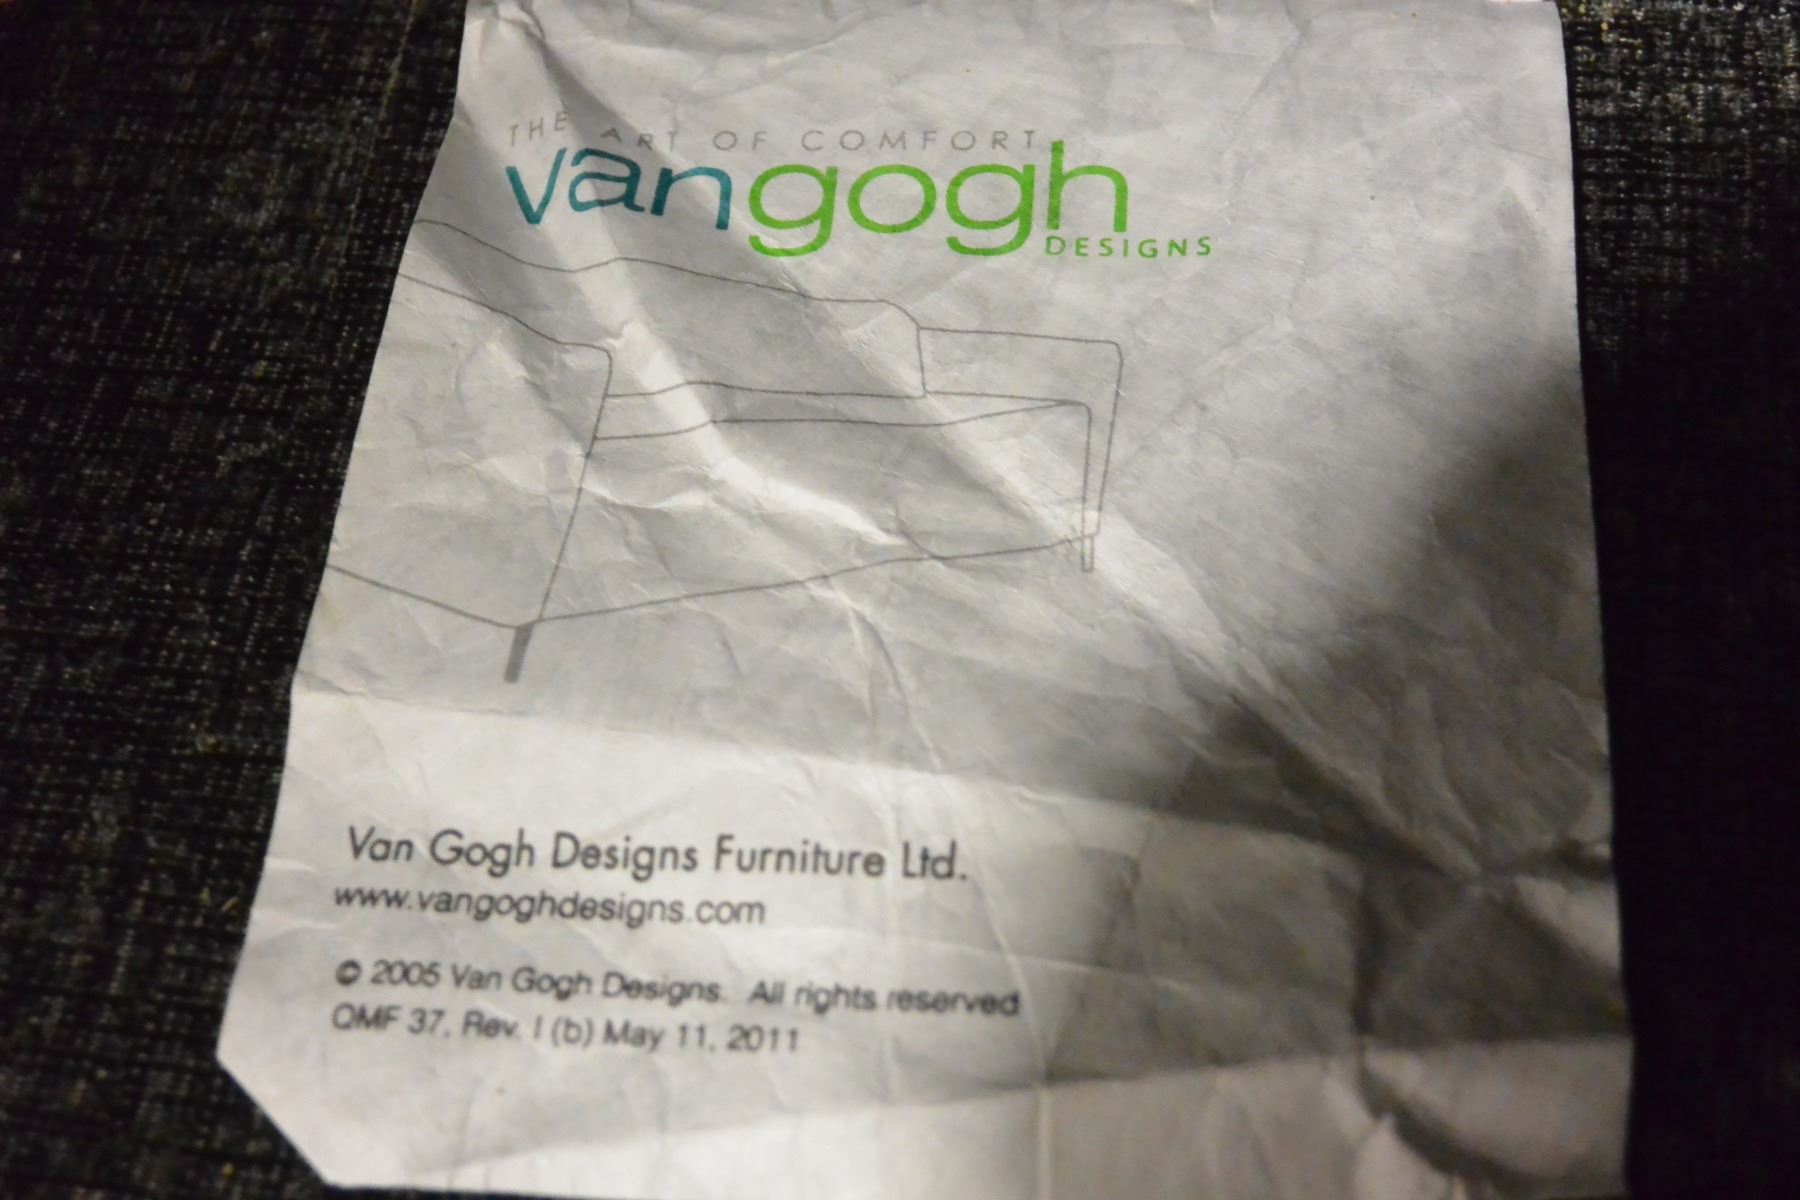 THE ART OF COMFORT
vangogh
DESIGNS
Van Gogh Designs Furniture Ltd.
www.vangoghdesigns.com
© 2005 Van Gogh Designs. All rights reserved
QMF 37, Rev. I (b) May 11, 2011